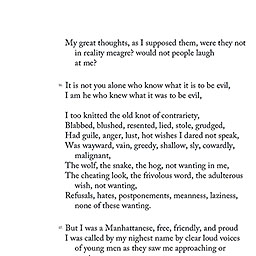 My great thoughts, as I supposed them, were they not
in reality meagre? would not people laugh
at me?
It is not you alone who know what it is to be evil,
I am he who knew what it was to be evil,
I too knitted the old knot of contrariety,
Blabbed, blushed, resented, lied, stole, grudged,
Had guile, anger, lust, hot wishes I dared not speak,
Was wayward, vain, greedy, shallow, sly, cowardly,
malignant,
The wolf, the snake, the hog, not wanting in me,
The cheating look, the frivolous word, the adulterous
wish, not wanting,
Refusals, hates, postponements, meanness, laziness,
none of these wanting.
But I was a Manhattanese, free, friendly, and proud
I was called by my nighest name by clear loud voices
of young men as they saw me approaching or